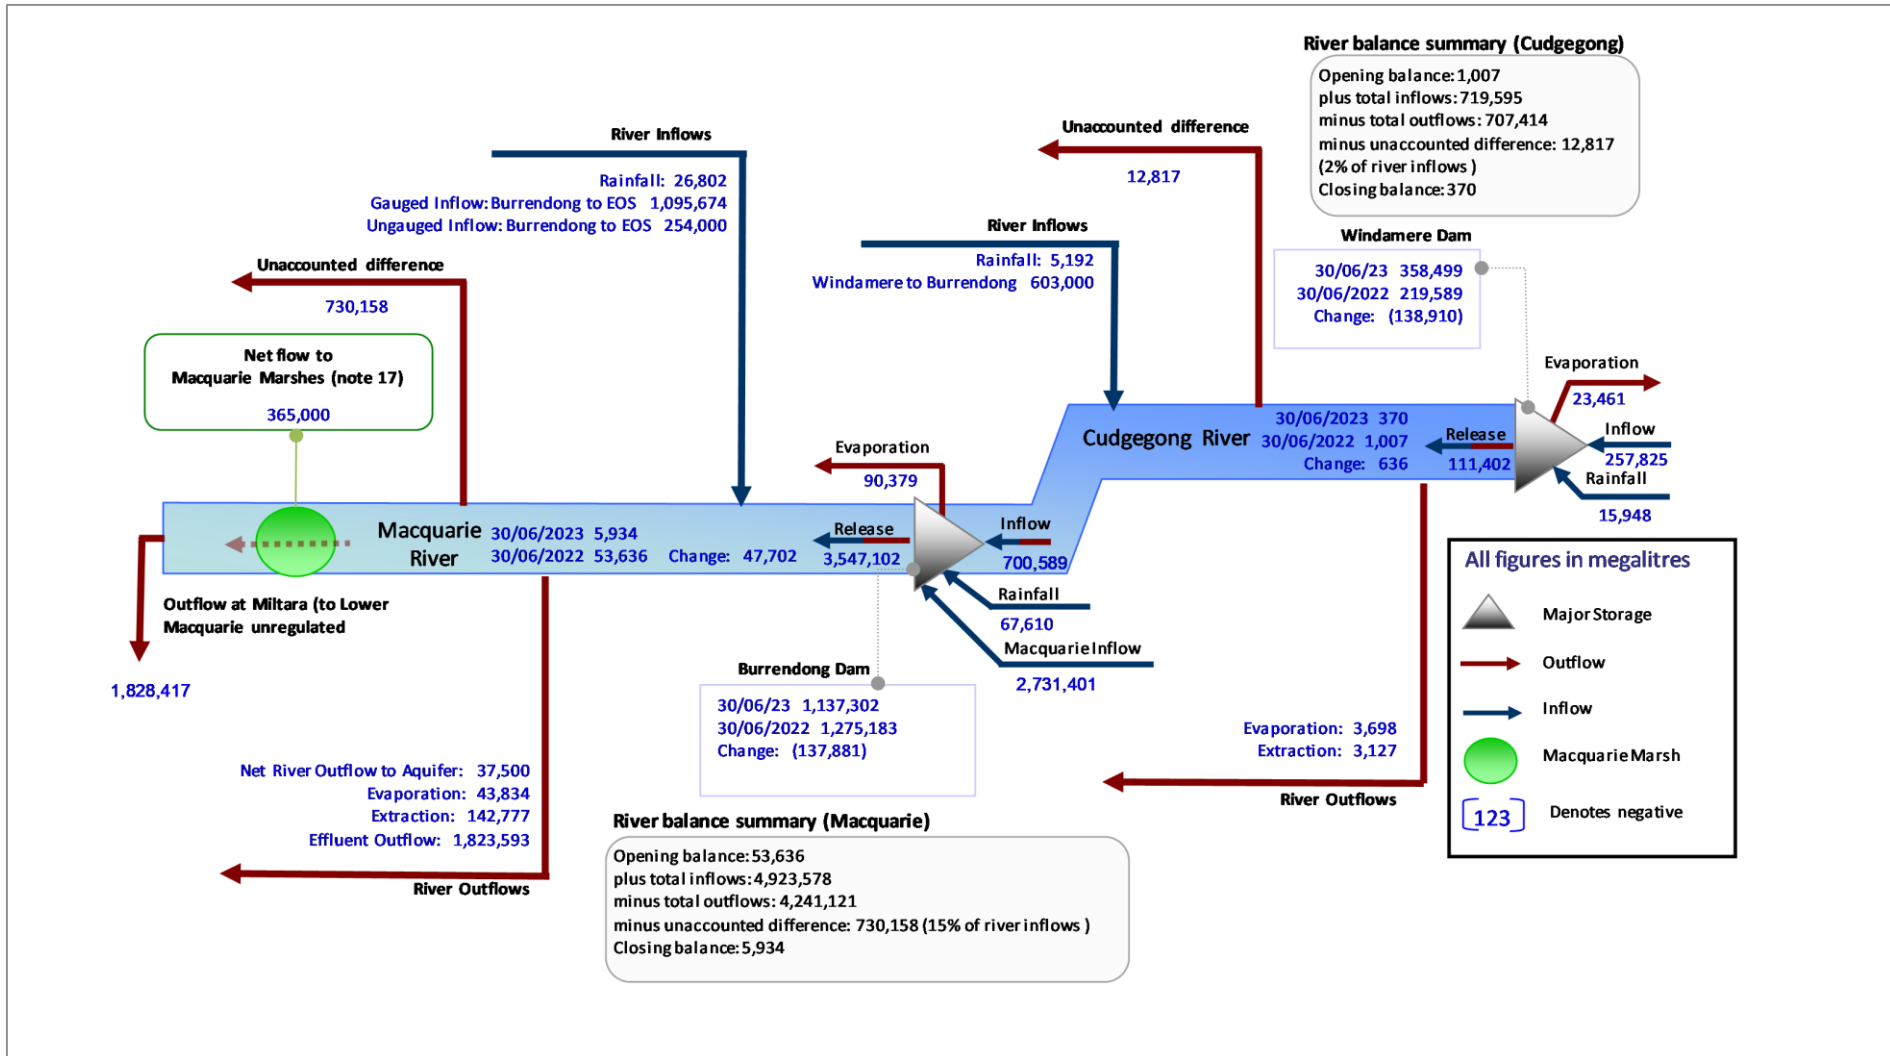 River balance summary (Cudgegong)
Opening balance: 1,007
plus total inflows: 719,595
minus total outflows: 707,414
minus unaccounted difference: 12,817
(2% of river inflows )
Closing balance: 370
Unaccounted difference
12,817
River Inflows
Rainfall: 26,802
Gauged Inflow: Burrendong to EOS 1,095,674
Ungauged Inflow: Burrendong to EOS 254,000
River Inflows
Rainfall: 5,192
Windamere to Burrendong 603,000
Windamere Dam
30/06/23 358,499
30/06/2022 219,589
Change: (138,910)
Unaccounted difference
730,158
Net flow to
Macquarie Marshes (note 17)
365,000
Evaporation
23,461
Inflow
257,825
Rainfall
15,948
Cudgegong River
30/06/2023 370
30/06/2022 1,007
Change: 636
Release
111,402
Evaporation
90,379
Macquarie
River
30/06/2023 5,934
30/06/2022 53,636 Change: 47,702
Release
3,547,102
Inflow
700,589
Rainfall
67,610
Macquarie Inflow
2,731,401
Outflow at Miltara (to Lower
Macquarie unregulated
1,828,417
Burrendong Dam
30/06/23 1,137,302
30/06/2022 1,275,183
Change: (137,881)
Net River Outflow to Aquifer: 37,500
Evaporation: 43,834
Extraction: 142,777
Effluent Outflow: 1,823,593
River Outflows
Evaporation: 3,698
Extraction: 3,127
River Outflows
River balance summary (Macquarie)
Opening balance: 53,636
plus total inflows: 4,923,578
minus total outflows: 4,241,121
minus unaccounted difference: 730,158 (15% of river inflows )
Closing balance: 5,934
All figures in megalitres
Major Storage
Outflow
Inflow
Macquarie Marsh
[123] Denotes negative